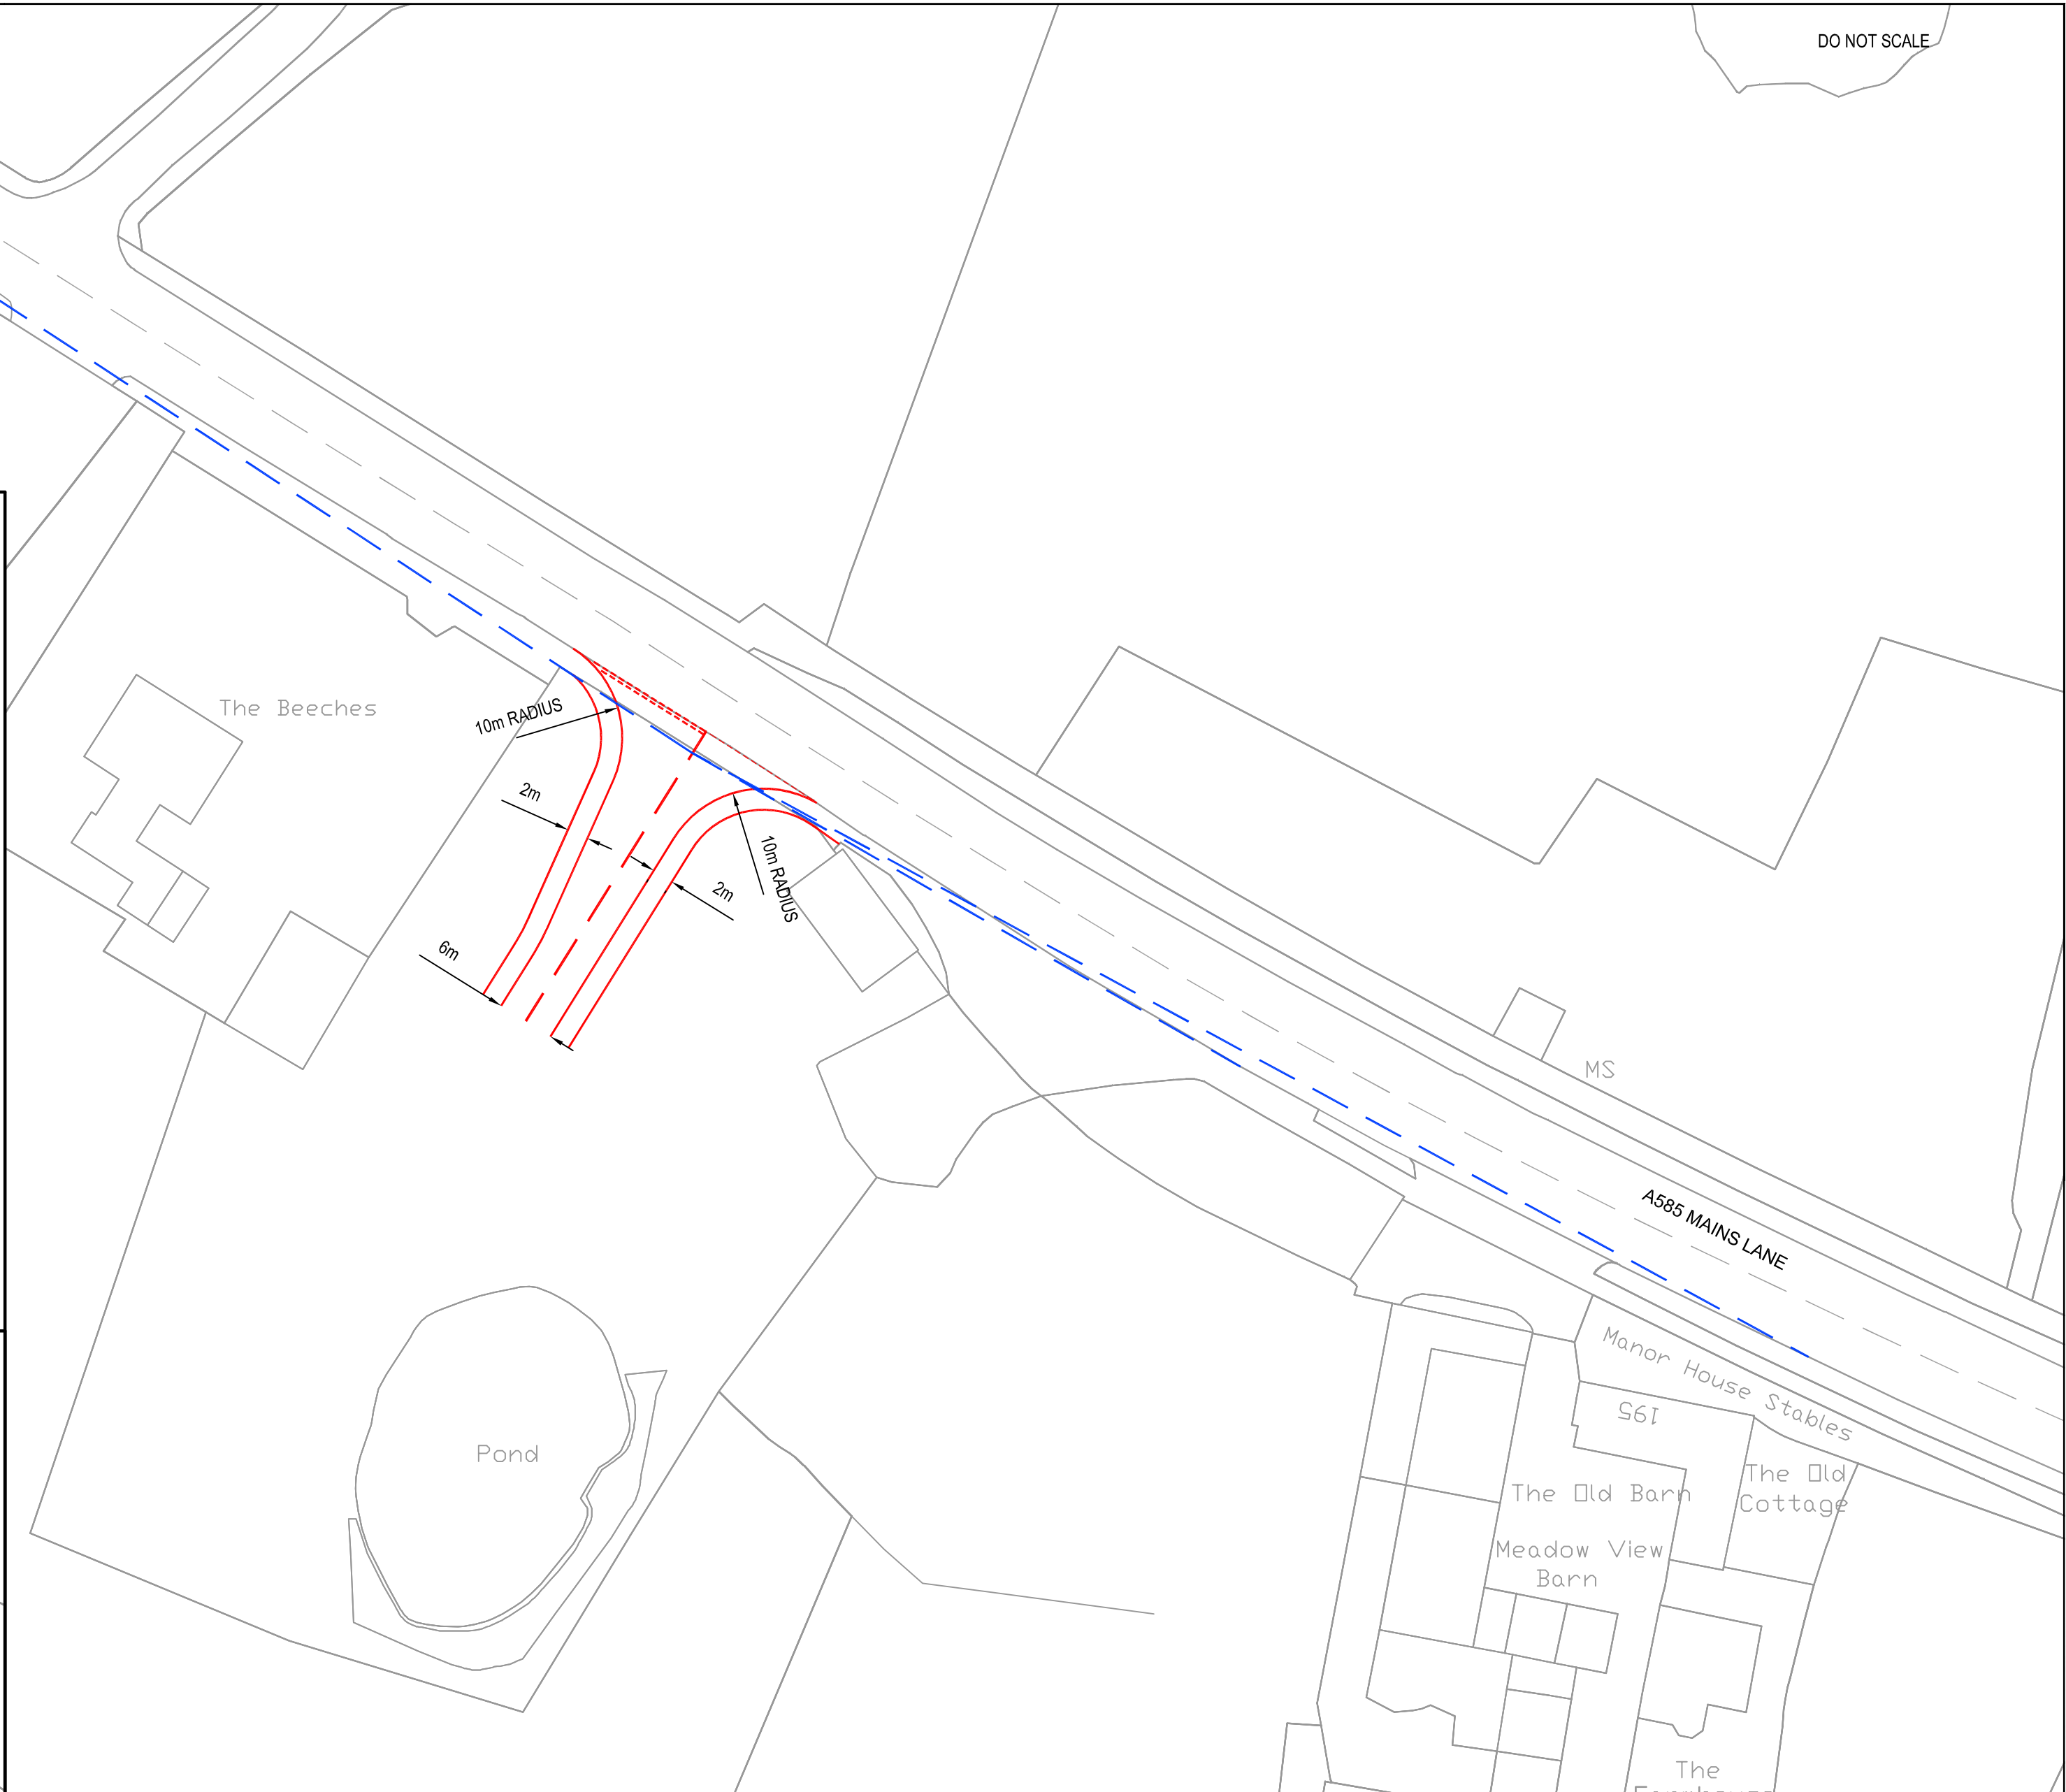 DO NOT SCALE
The Beeches
10m RADIUS
2m
10m RADIUS
2m
6m
MS
A585 MAINS LANE
Manor House Stables
195
Pond
The Old
Cottage
The Old Barn
Meadow View
Barn
The